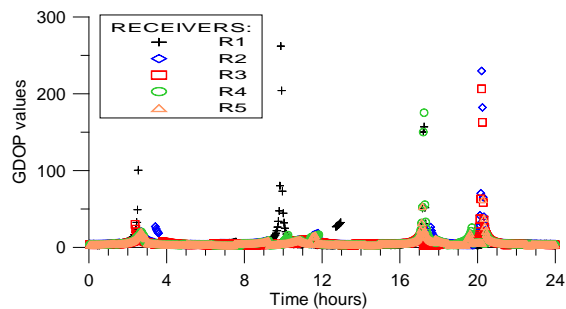 RECEIVERS:
R1
R2
R3
R4
R5
GDOP values
300
200
100
0
0 4 8 12 16 20 24
Time (hours)